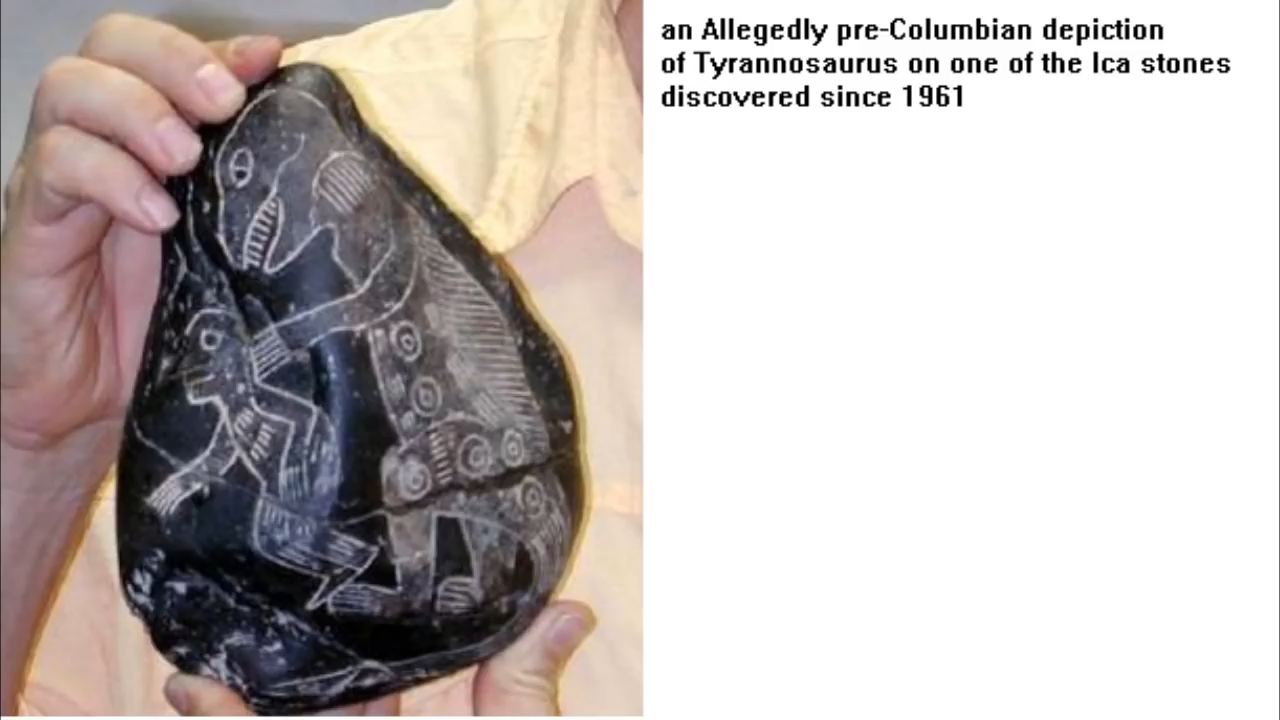 an Allegedly pre-Columbian depiction
of Tyrannosaurus on one of the Ica stones
discovered since 1961